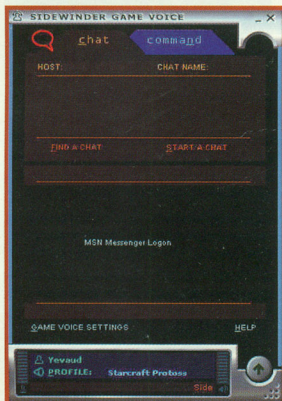 SIDEWINDER GAME VOICE
chat command
HOST: CHAT NAME:
FIND A CHAT START A CHAT
MSN Messenger Logon
GAME VOICE SETTINGS HELP
Yevaud
PROFILE: Starcraft Protoss
Side